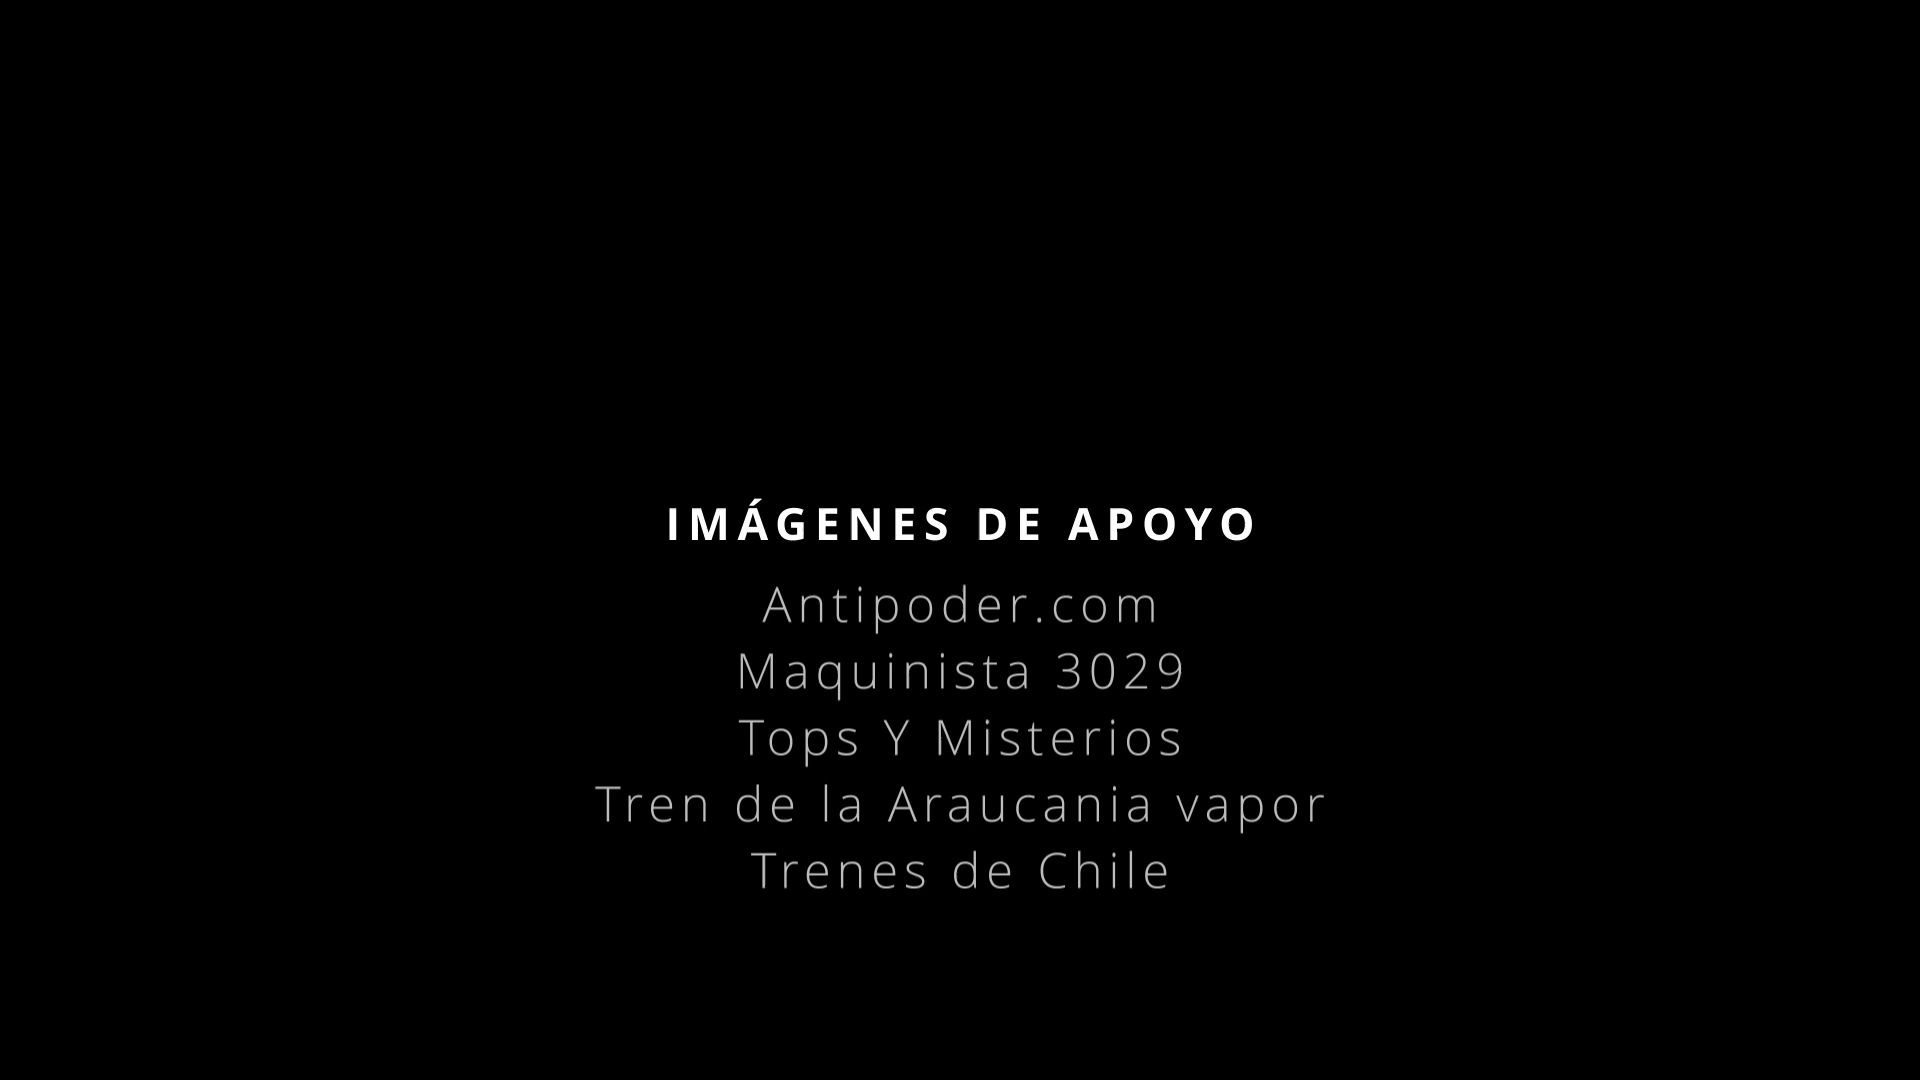 IMÁGENES DE APOYO
Antipoder.com
Maquinista 3029
Tops Y Misterios
Tren de la Araucania vapor
Trenes de Chile